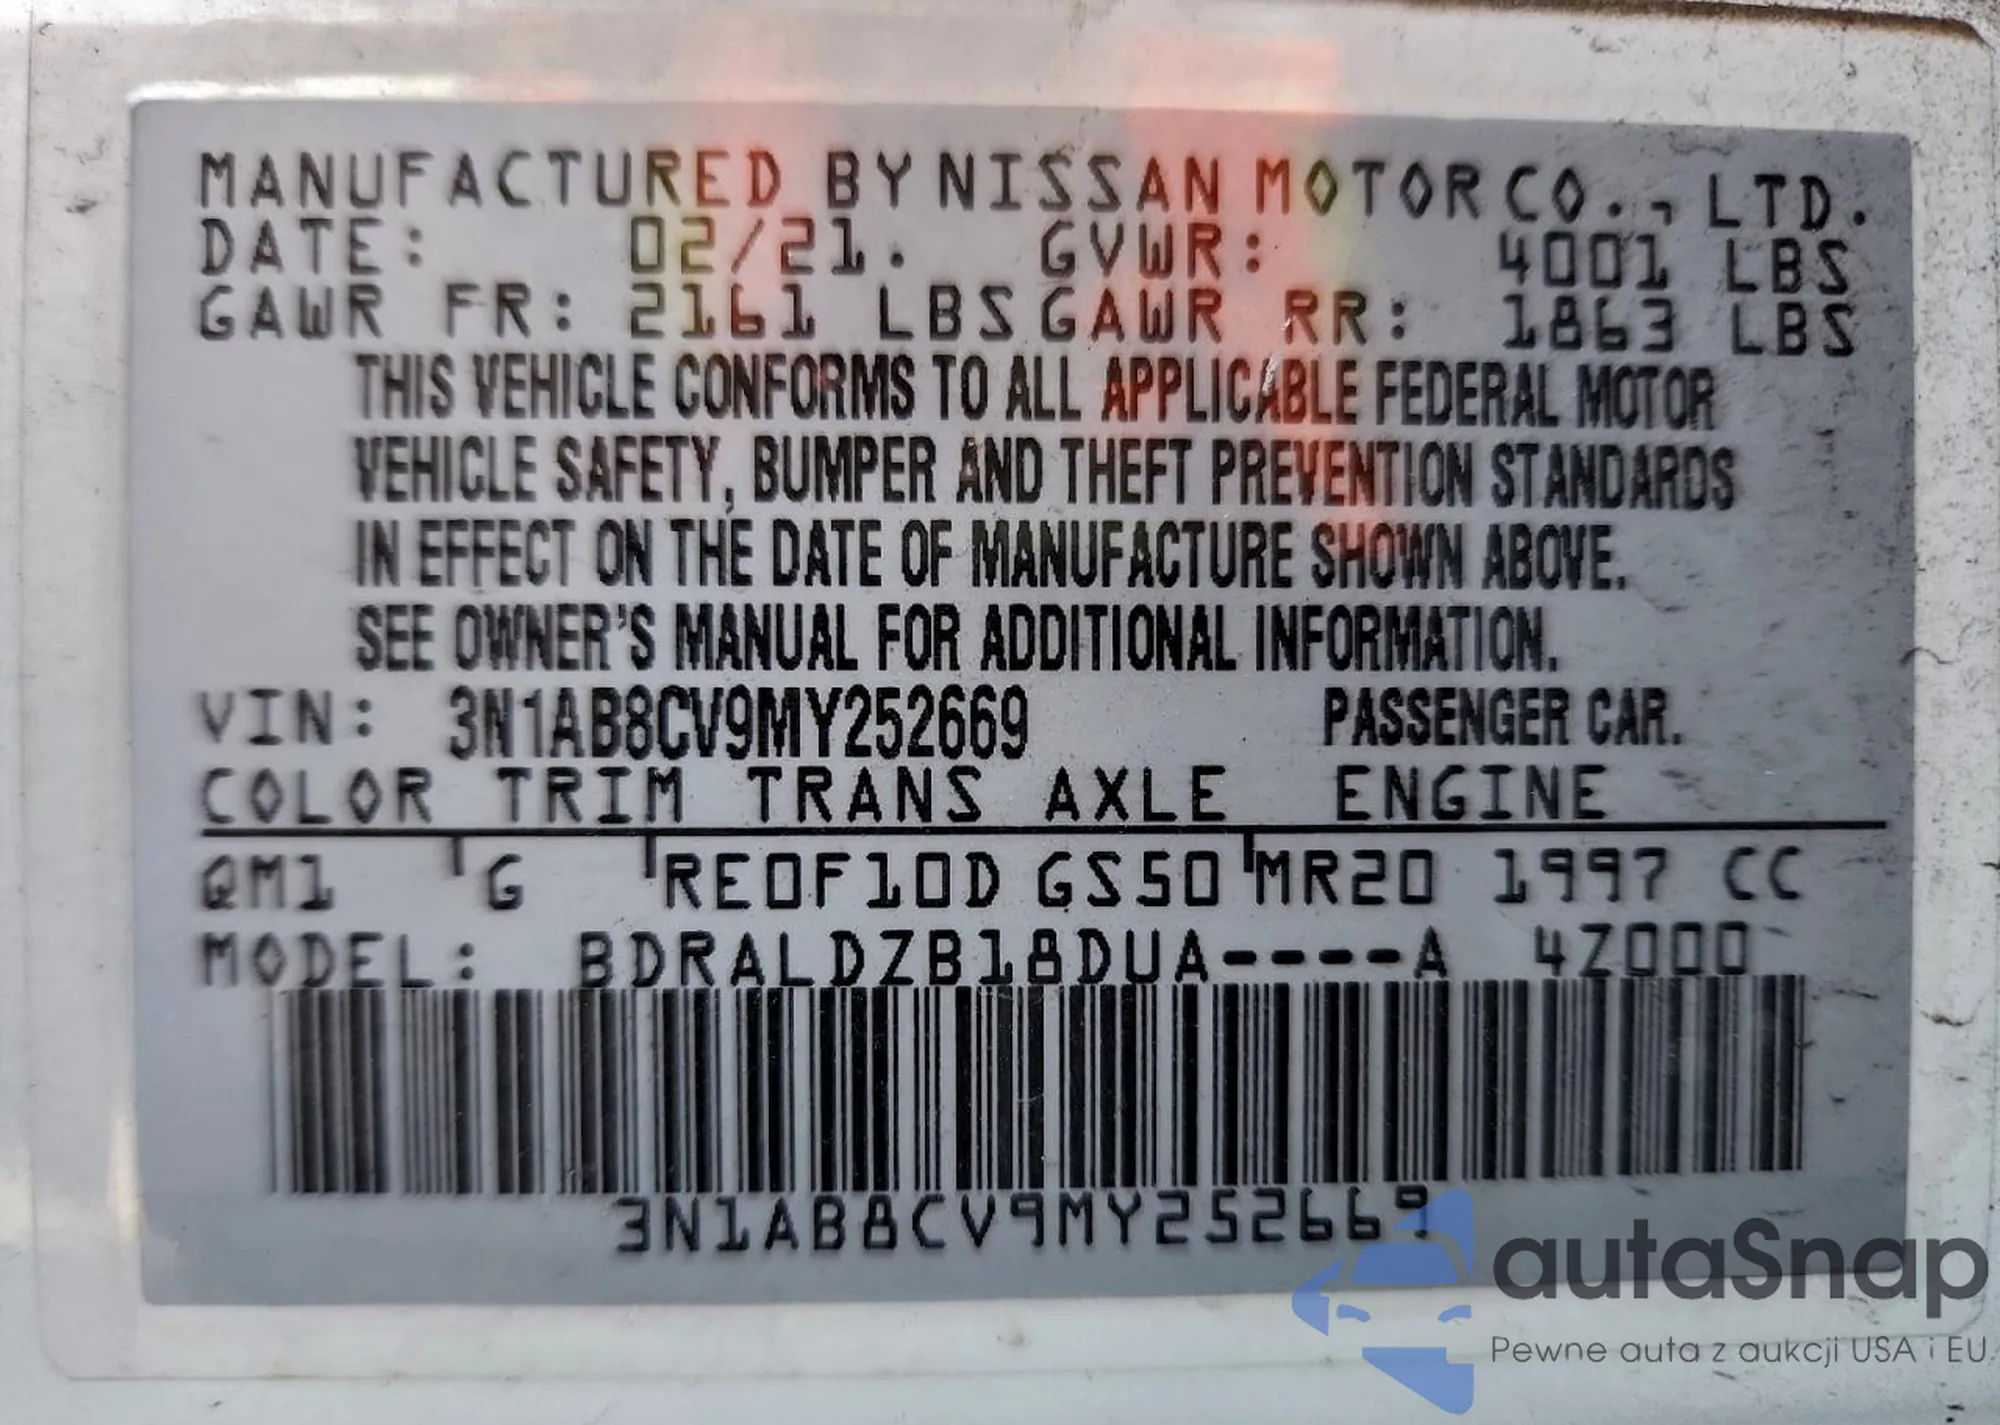 MANUFACTURED BY NISSAN MOTOR CO., LTD.
DATE: 02/21. GVWR: 4001 LBS
GAWR FR: 2161 LBS GAWR RR: 1863 LBS
THIS VEHICLE CONFORMS TO ALL APPLICABLE FEDERAL MOTOR
VEHICLE SAFETY, BUMPER AND THEFT PREVENTION STANDARDS
IN EFFECT ON THE DATE OF MANUFACTURE SHOWN ABOVE.
SEE OWNER'S MANUAL FOR ADDITIONAL INFORMATION.
VIN: 3N1AB8CV9MY252669 PASSENGER CAR.
COLOR TRIM TRANS AXLE ENGINE
QM1 G RE0F10D GS50 MR20 1997 CC
MODEL: BDRALDZB18DUA----A 4Z000
3N1AB8CV9MY252669
autaSnap
Pewne auta z aukcji USA i EU.